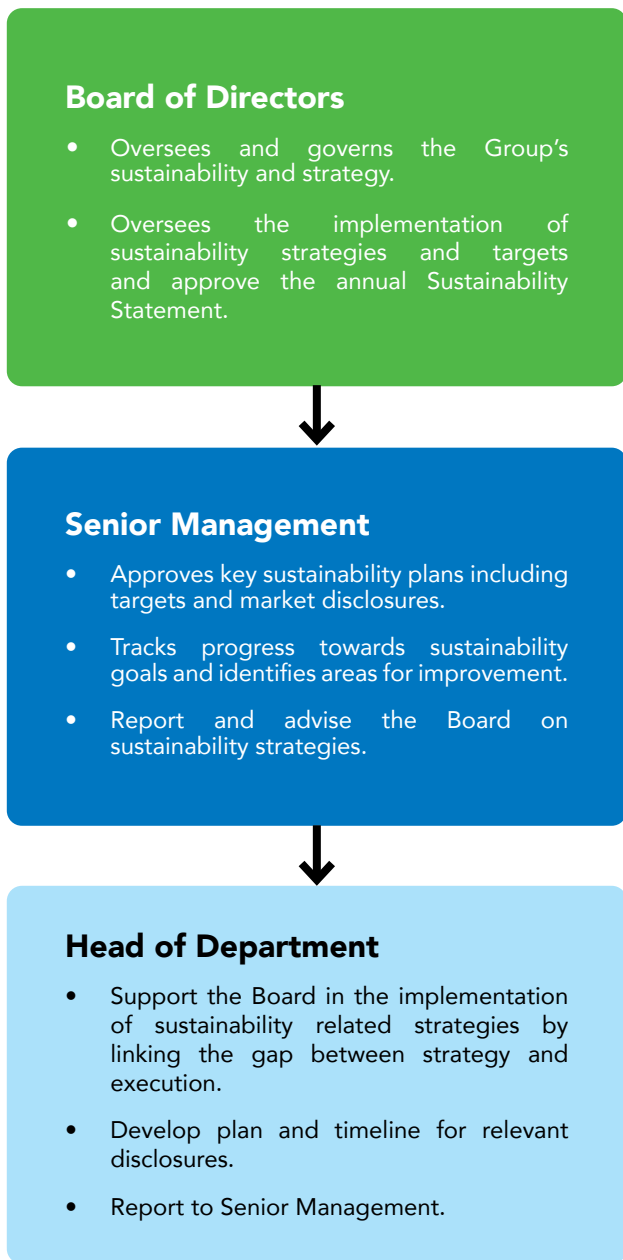 Board of Directors
• Oversees and governs the Group's
sustainability and strategy.
• Oversees the implementation of
sustainability strategies and targets
and approve the annual Sustainability
Statement.
Senior Management
• Approves key sustainability plans including
targets and market disclosures.
• Tracks progress towards sustainability
goals and identifies areas for improvement.
• Report and advise the Board on
sustainability strategies.
Head of Department
• Support the Board in the implementation
of sustainability related strategies by
linking the gap between strategy and
execution.
• Develop plan and timeline for relevant
disclosures.
• Report to Senior Management.